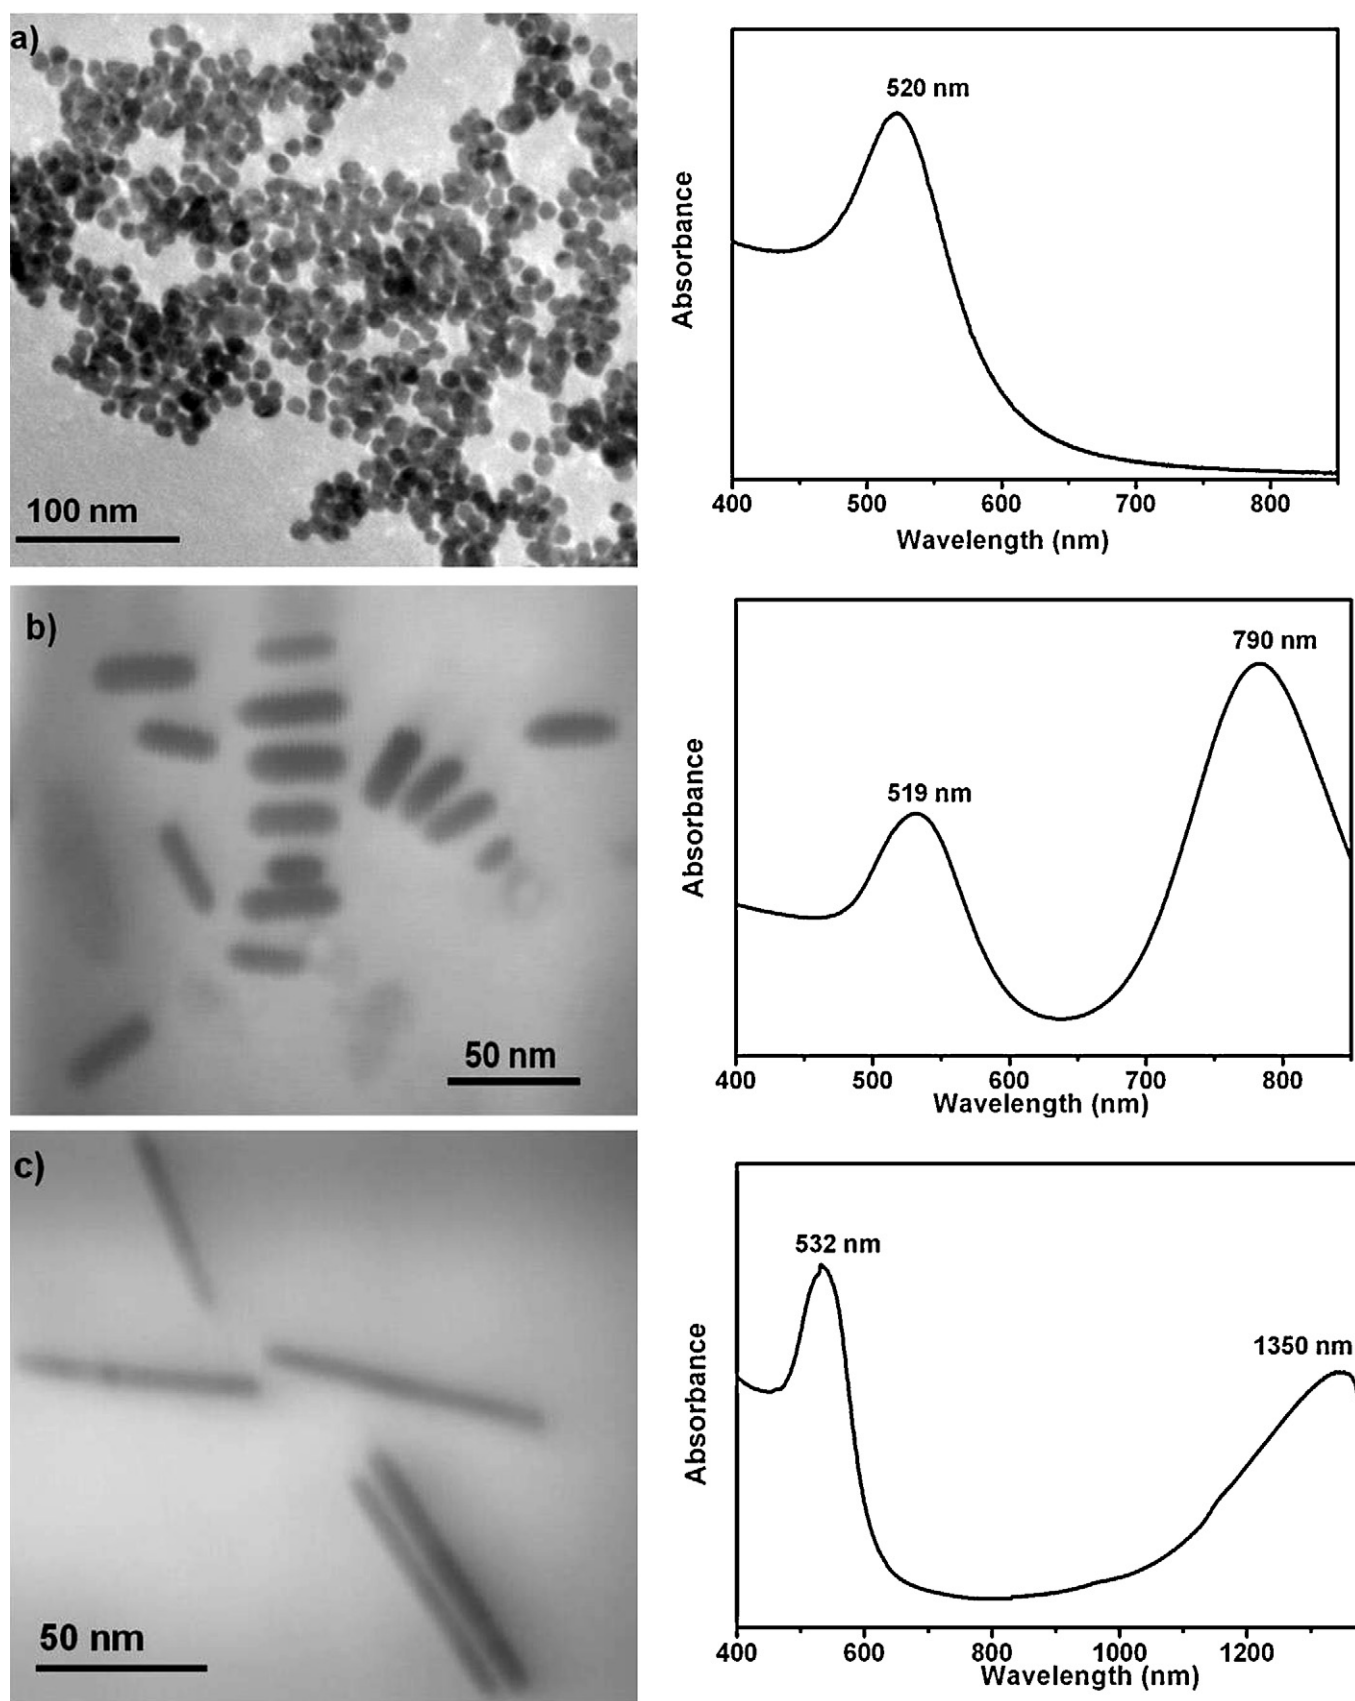 a)
100 nm
520 nm
Absorbance
400 500 600 700 800
Wavelength (nm)
b)
50 nm
790 nm
519 nm
Absorbance
400 500 600 700 800
Wavelength (nm)
c)
50 nm
532 nm
1350 nm
Absorbance
400 600 800 1000 1200
Wavelength (nm)